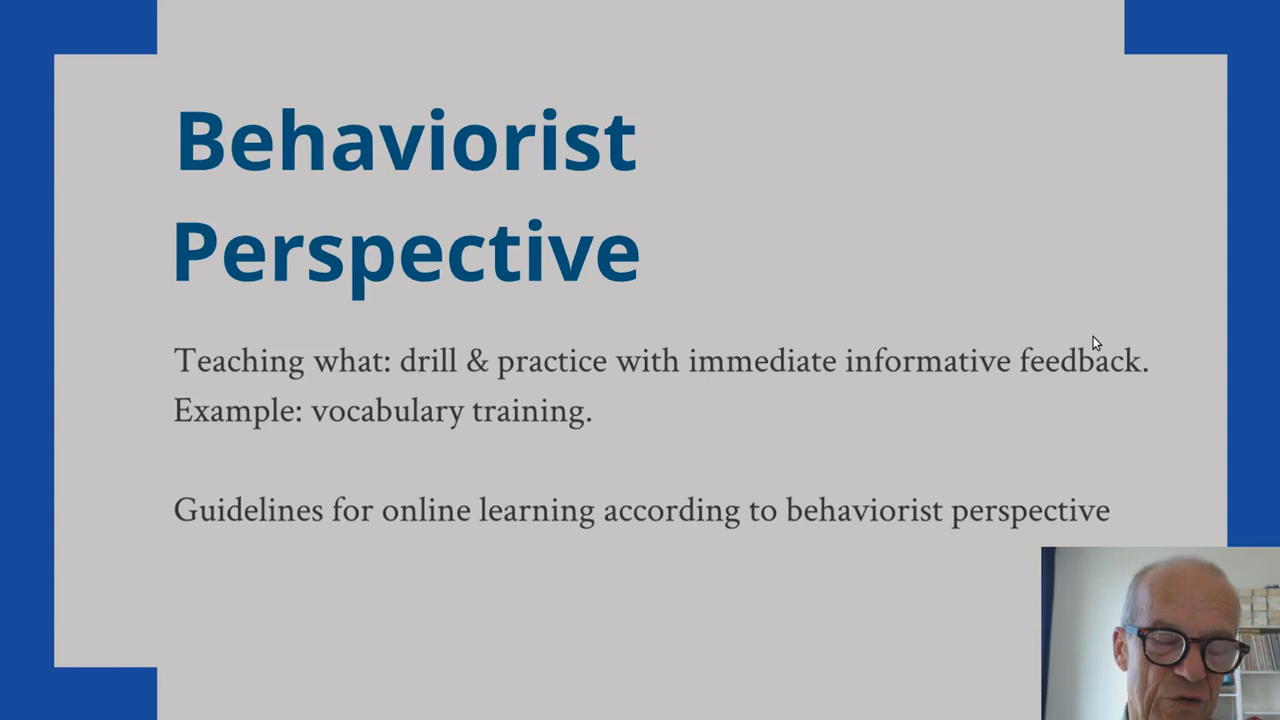 Behaviorist
Perspective
Teaching what: drill & practice with immediate informative feedback.
Example: vocabulary training.
Guidelines for online learning according to behaviorist perspective